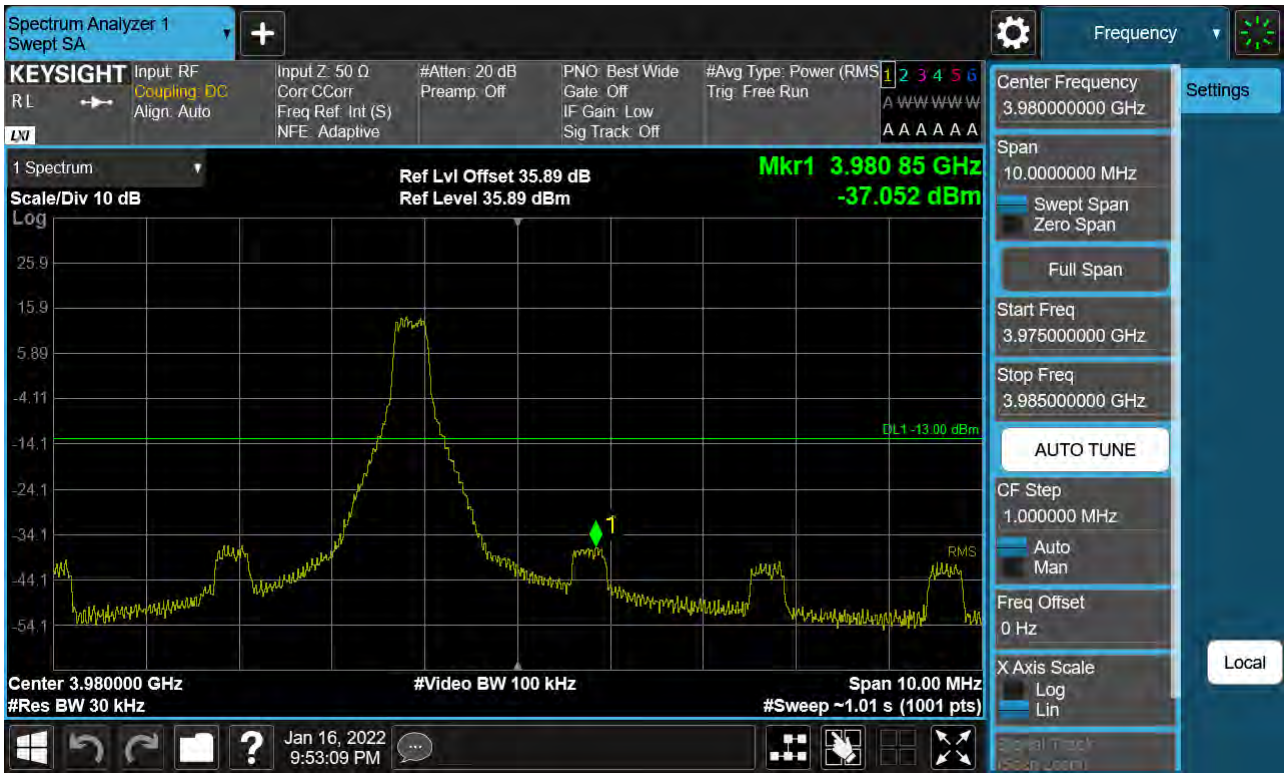 Spectrum Analyzer 1
Swept SA
+
Frequency
KEYSIGHT
RL
LXI
Input: RF
Coupling: DC
Align: Auto
Input Z: 50 Ω
Corr CCorr
Freq Ref: Int (S)
NFE: Adaptive
#Atten: 20 dB
Preamp: Off
PNO: Best Wide
Gate: Off
IF Gain: Low
Sig Track: Off
#Avg Type: Power (RMS
Trig: Free Run
1 2 3 4 5 6
A W W W W W
A A A A A A
1 Spectrum
Scale/Div 10 dB
Log
Ref Lvl Offset 35.89 dB
Ref Level 35.89 dBm
Mkr1 3.980 85 GHz
-37.052 dBm
25.9
15.9
5.89
-4.11
-14.1
-24.1
-34.1
-44.1
-54.1
DL1 -13.00 dBm
1
RMS
Center 3.980000 GHz
#Res BW 30 kHz
#Video BW 100 kHz
Span 10.00 MHz
#Sweep ~1.01 s (1001 pts)
Center Frequency
3.980000000 GHz
Settings
Span
10.0000000 MHz
Swept Span
Zero Span
Full Span
Start Freq
3.975000000 GHz
Stop Freq
3.985000000 GHz
AUTO TUNE
CF Step
1.000000 MHz
Auto
Man
Freq Offset
0 Hz
X Axis Scale
Log
Lin
Signal Track
(Span Zoom)
Local
?
Jan 16, 2022
9:53:09 PM